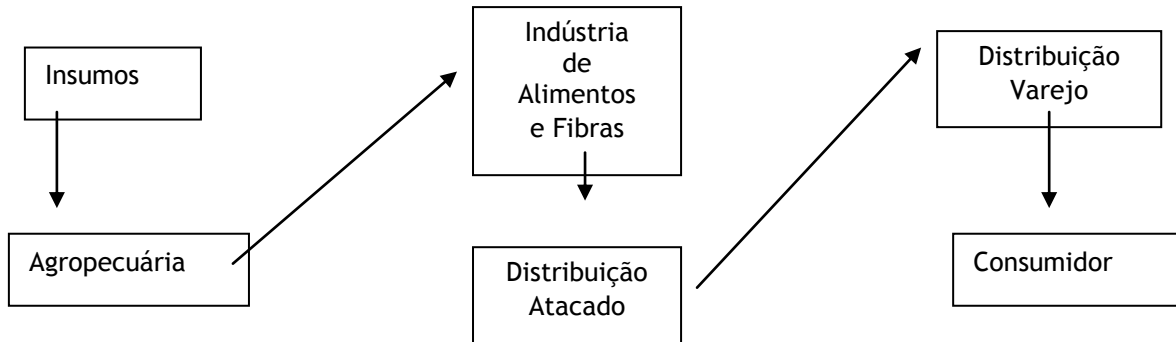 Insumos
Agropecuária
Indústria
de
Alimentos
e Fibras
Distribuição
Atacado
Distribuição
Varejo
Consumidor